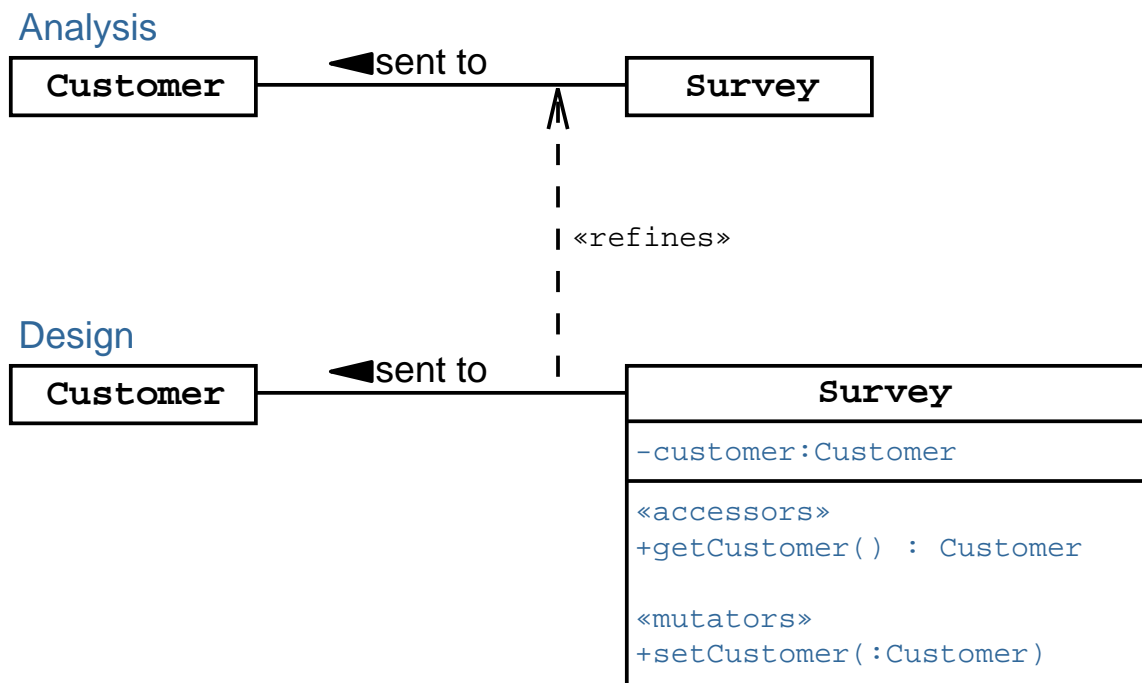 Analysis
Customer
sent to
Survey
«refines»
Design
Customer
sent to
Survey
-customer:Customer
«accessors»
+getCustomer() : Customer
«mutators»
+setCustomer(:Customer)